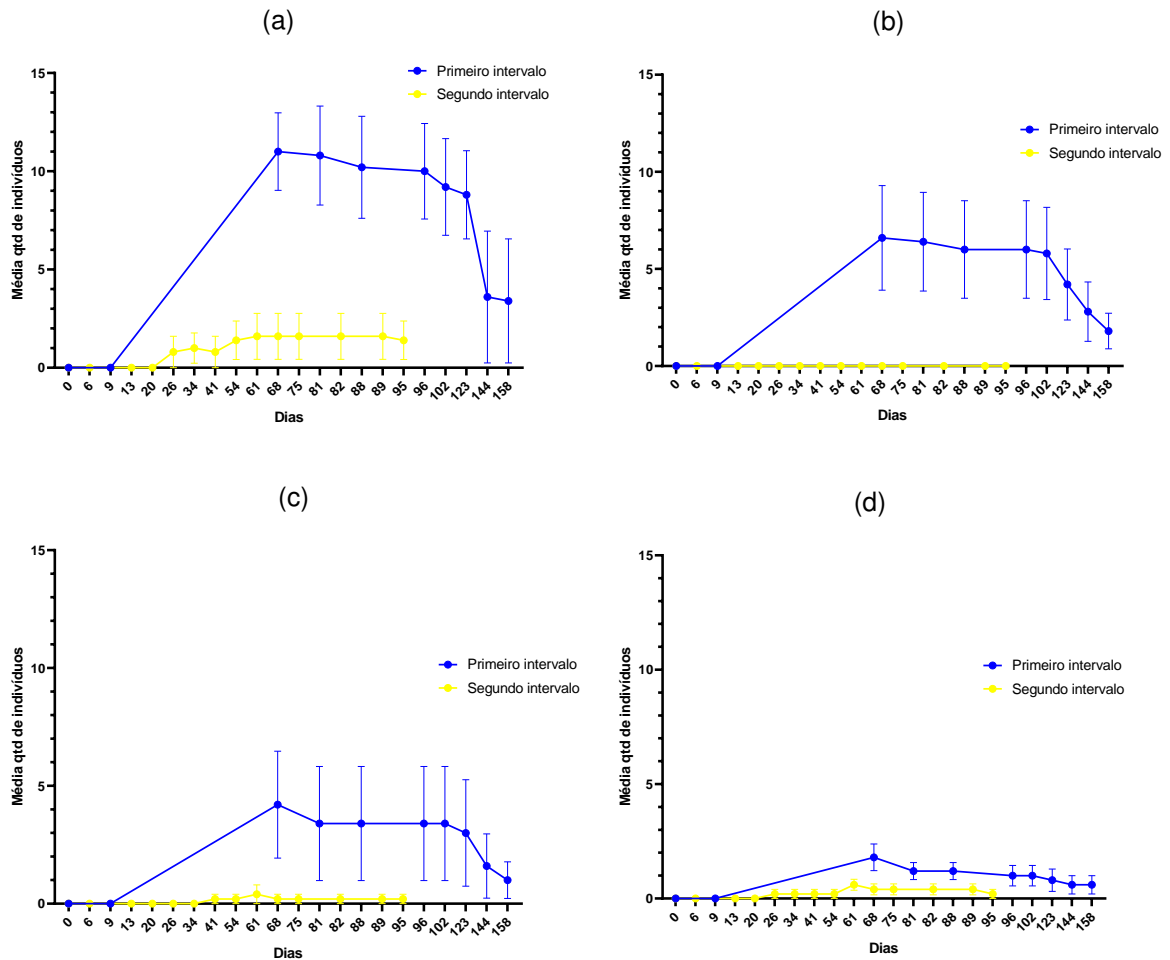 (a)
Primeiro intervalo
Segundo intervalo
Média qtd de indivíduos
15
10
5
0
0 6 9 13 20 26 34 41 54 61 68 75 81 82 88 89 95 96 102 123 144 158
Dias
(b)
Primeiro intervalo
Segundo intervalo
Média qtd de indivíduos
15
10
5
0
0 6 9 13 20 26 34 41 54 61 68 75 81 82 88 89 95 96 102 123 144 158
Dias
(c)
Primeiro intervalo
Segundo intervalo
Média qtd de indivíduos
15
10
5
0
0 6 9 13 20 26 34 41 54 61 68 75 81 82 88 89 95 96 102 123 144 158
Dias
(d)
Primeiro intervalo
Segundo intervalo
Média qtd de indivíduos
15
10
5
0
0 6 9 13 20 26 34 41 54 61 68 75 81 82 88 89 95 96 102 123 144 158
Dias